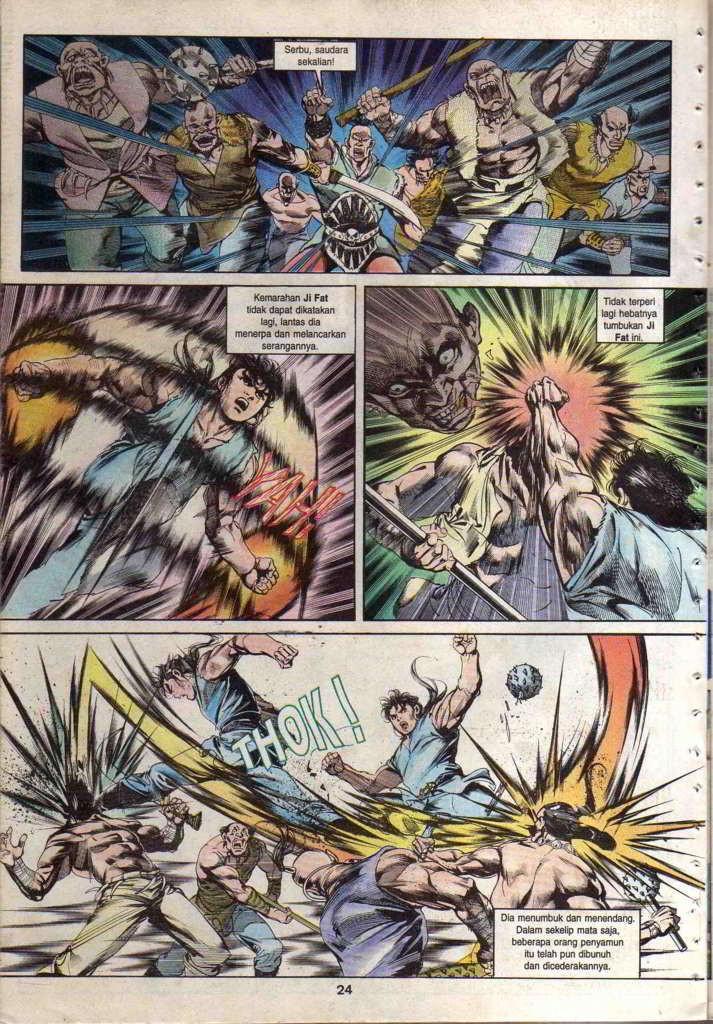 Serbu, saudara
sekalian!
Kemarahan Ji Fat
tidak dapat dikatakan
lagi, lantas dia
menerpa dan melancarkan
serangannya.
YAH!!
Tidak terperi
lagi hebatnya
tumbukan Ji
Fat ini.
THOK!
Dia menumbuk dan menendang.
Dalam sekelip mata saja,
beberapa orang penyamun
itu telah pun dibunuh
dan dicederakannya.
24